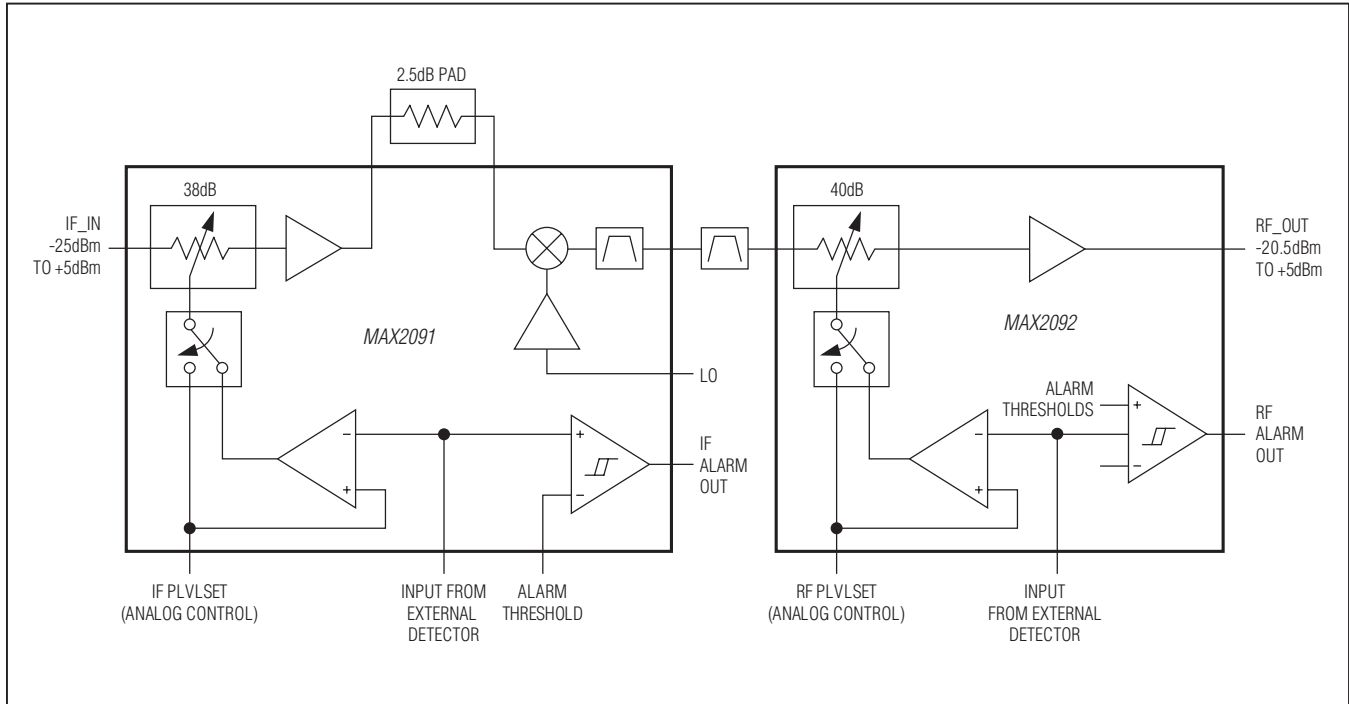 2.5dB PAD
38dB
40dB
IF_IN
-25dBm
TO +5dBm
RF_OUT
-20.5dBm
TO +5dBm
MAX2091
MAX2092
LO
ALARM
THRESHOLDS
+
-
RF
ALARM
OUT
-
+
+
-
IF
ALARM
OUT
-
+
IF PLVLSET
(ANALOG CONTROL)
INPUT FROM
EXTERNAL
DETECTOR
ALARM
THRESHOLD
RF PLVLSET
(ANALOG CONTROL)
INPUT
FROM EXTERNAL
DETECTOR